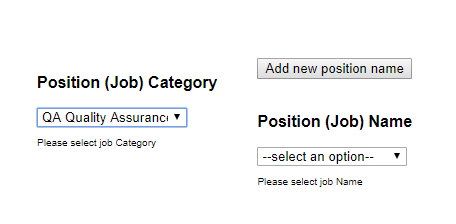 Add new position name
Position (Job) Category
QA Quality Assurance
Please select job Category
Position (Job) Name
--select an option--
Please select job Name